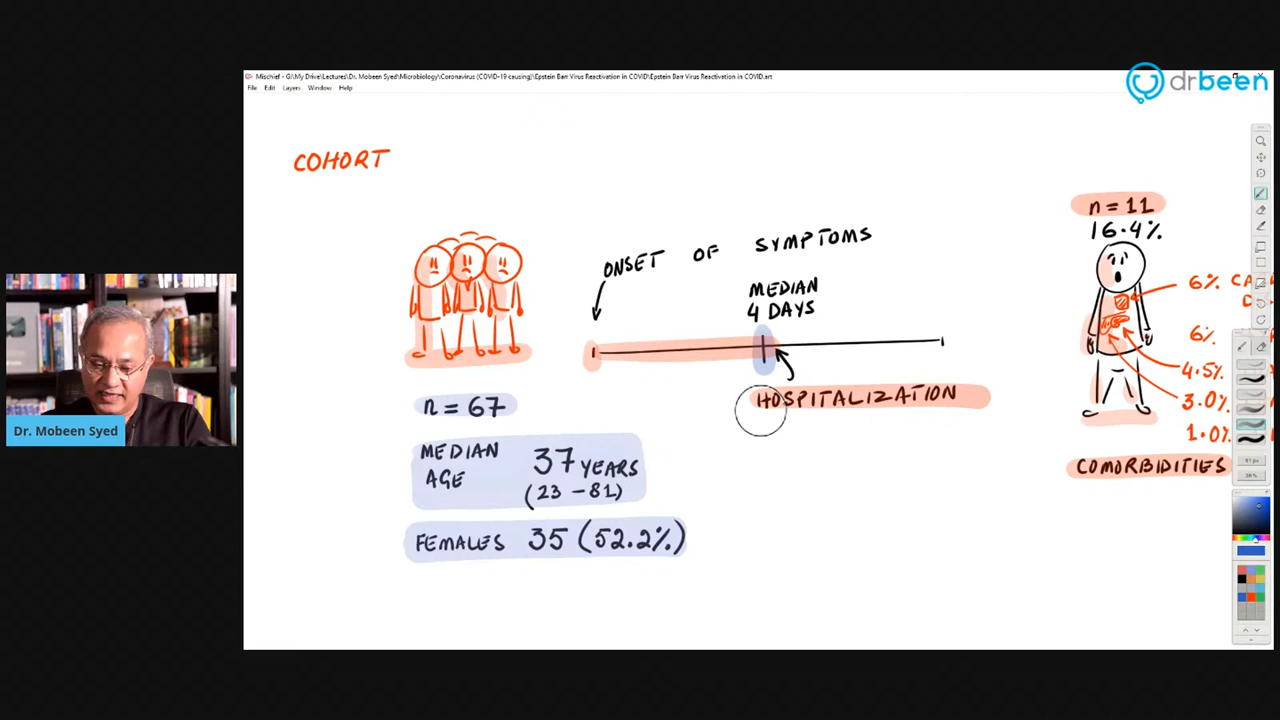 Mischief - G:\My Drive\Lectures\Dr. Mobeen Syed\Microbiology\Coronavirus (COVID-19 causing)\Epstein Barr Virus Reactivation in COVID\Epstein Barr Virus Reactivation in COVID.art
File Edit Layers Window Help
drbeen
COHORT
n = 11
16.4%
ONSET OF SYMPTOMS
MEDIAN
4 DAYS
6% CA
D
6%
4.5%
3.0%
1.0%
HOSPITALIZATION
n = 67
Dr. Mobeen Syed
MEDIAN
AGE
37 YEARS
(23 - 81)
COMORBIDITIES
FEMALES 35 (52.2%)